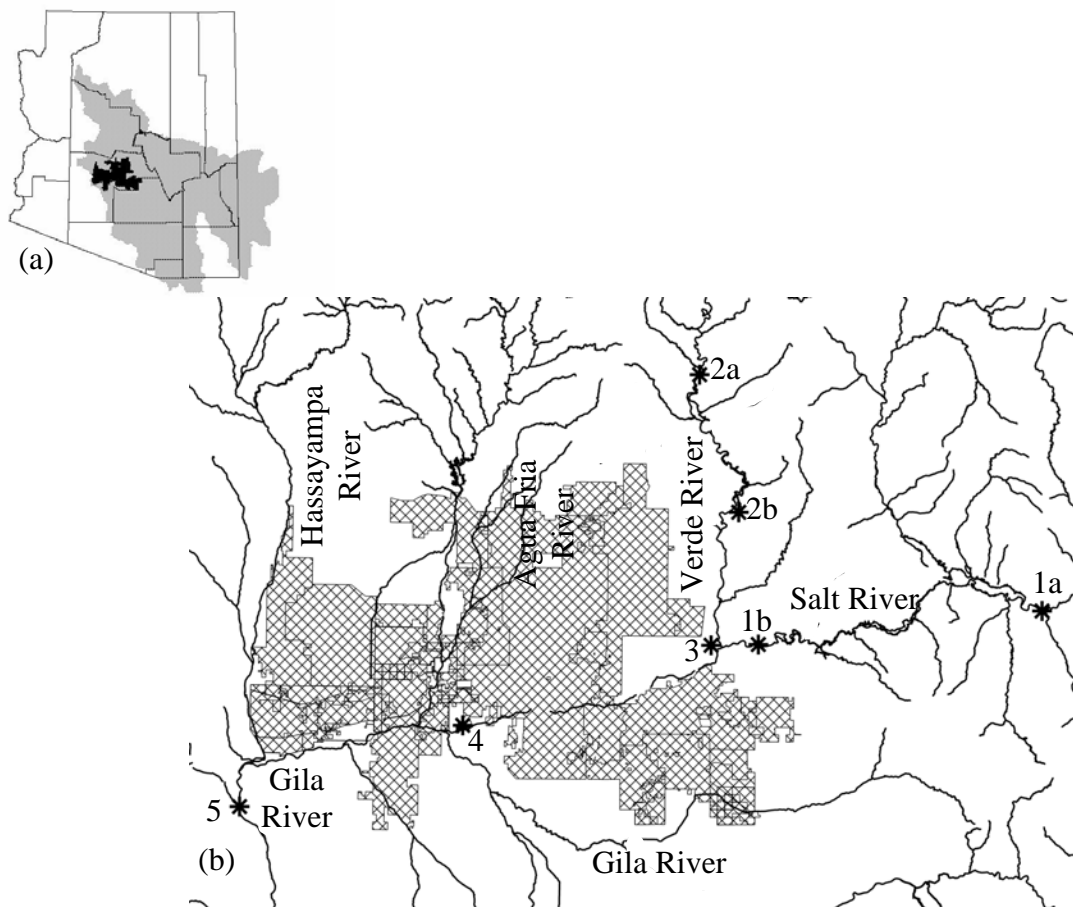 (a)
2a
Hassayampa
River
Agua Fria
River
Verde River
2b
1a
Salt River
1b
3
4
Gila
River
5
Gila River
(b)